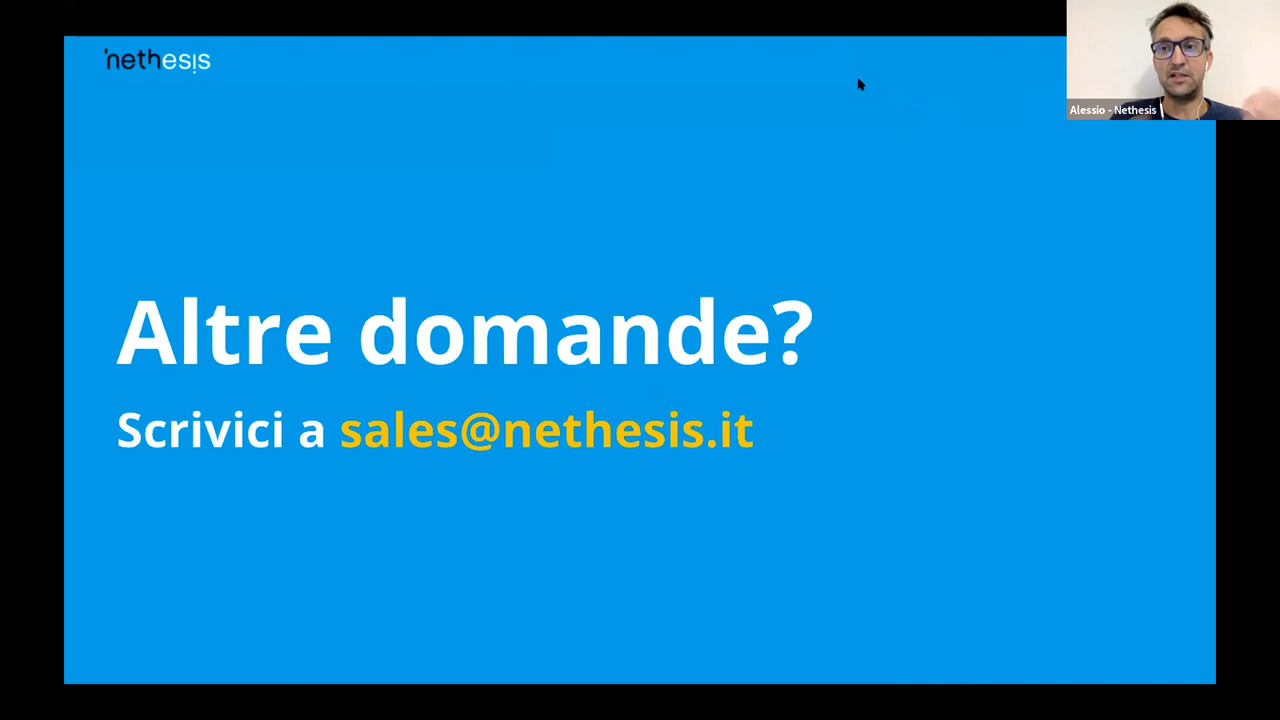 nethesis
Alessio - Nethesis
Altre domande?
Scrivici a sales@nethesis.it